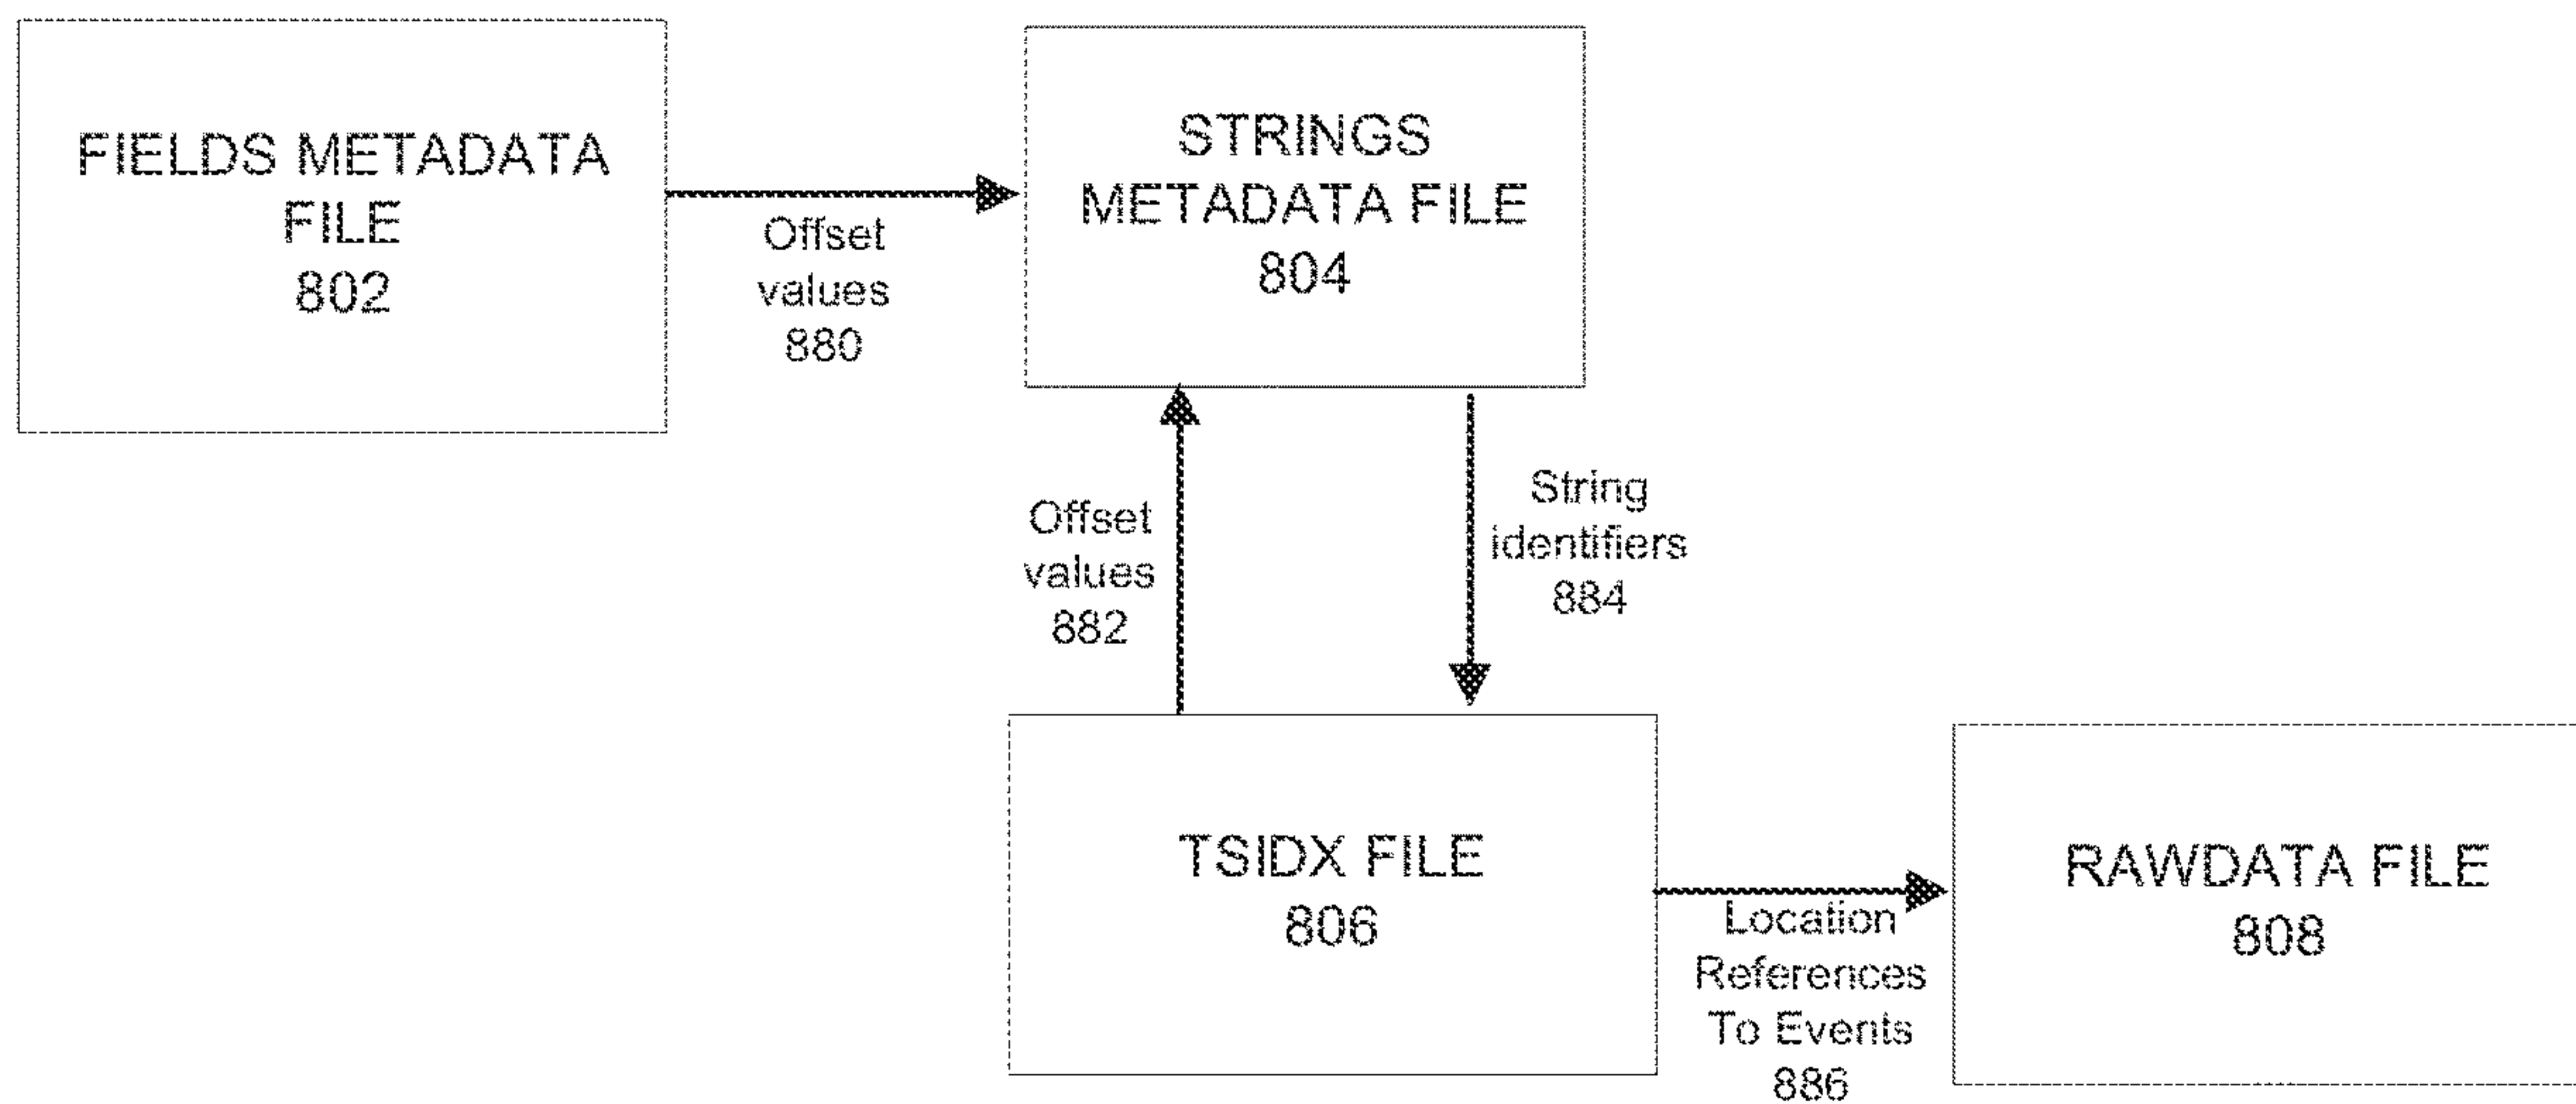 FIELDS METADATA
FILE
802
Offset
values
880
STRINGS
METADATA FILE
804
Offset
values
882
String
identifiers
884
TSIDX FILE
806
Location
References
To Events
886
RAWDATA FILE
808